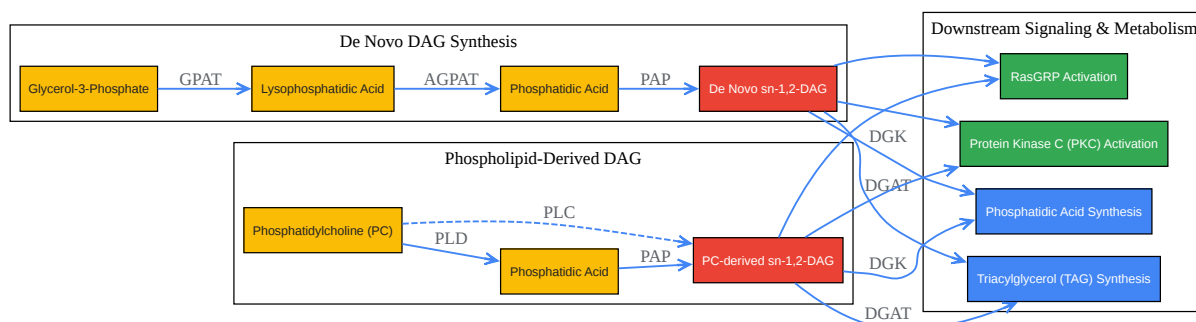 De Novo DAG Synthesis
Glycerol-3-Phosphate
GPAT
Lysophosphatidic Acid
AGPAT
Phosphatidic Acid
PAP
De Novo sn-1,2-DAG
Phospholipid-Derived DAG
Phosphatidylcholine (PC)
PLC
PLD
Phosphatidic Acid
PAP
PC-derived sn-1,2-DAG
DGK
DGAT
DGK
DGAT
Downstream Signaling & Metabolism
RasGRP Activation
Protein Kinase C (PKC) Activation
Phosphatidic Acid Synthesis
Triacylglycerol (TAG) Synthesis